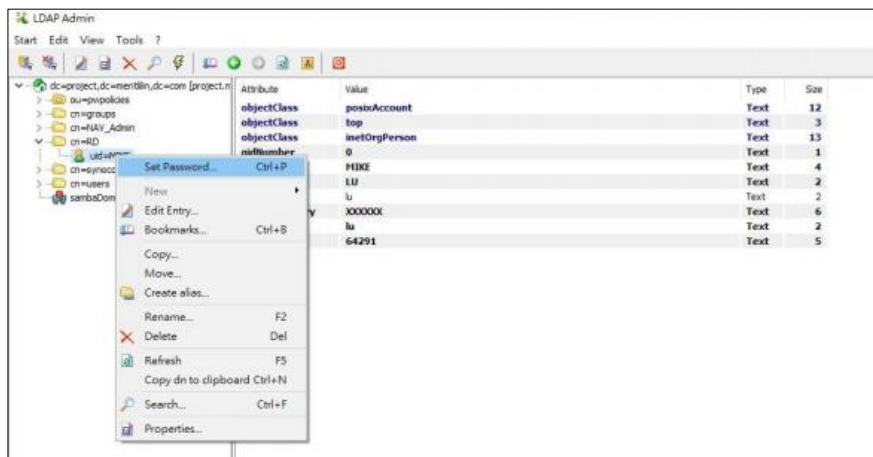 LDAP Admin
Start Edit View Tools ?
dc=project,dc=meritlilin,dc=com [project.m
ou=pwpolicies
cn=groups
cn=NAV_Admin
cn=RD
cn=synaco
cn=users
sambaDom
Set Password... Ctrl+P
New
Edit Entry...
Bookmarks... Ctrl+B
Copy...
Move...
Create alias...
Rename... F2
Delete Del
Refresh F5
Copy dn to clipboard Ctrl+N
Search... Ctrl+F
Properties...
Attribute Value Type Size
objectClass posixAccount Text 12
objectClass top Text 3
objectClass inetOrgPerson Text 13
gidNumber 0 Text 1
MIKE Text 4
LU Text 2
lu Text 2
y XXXXXX Text 6
lu Text 2
64291 Text 5